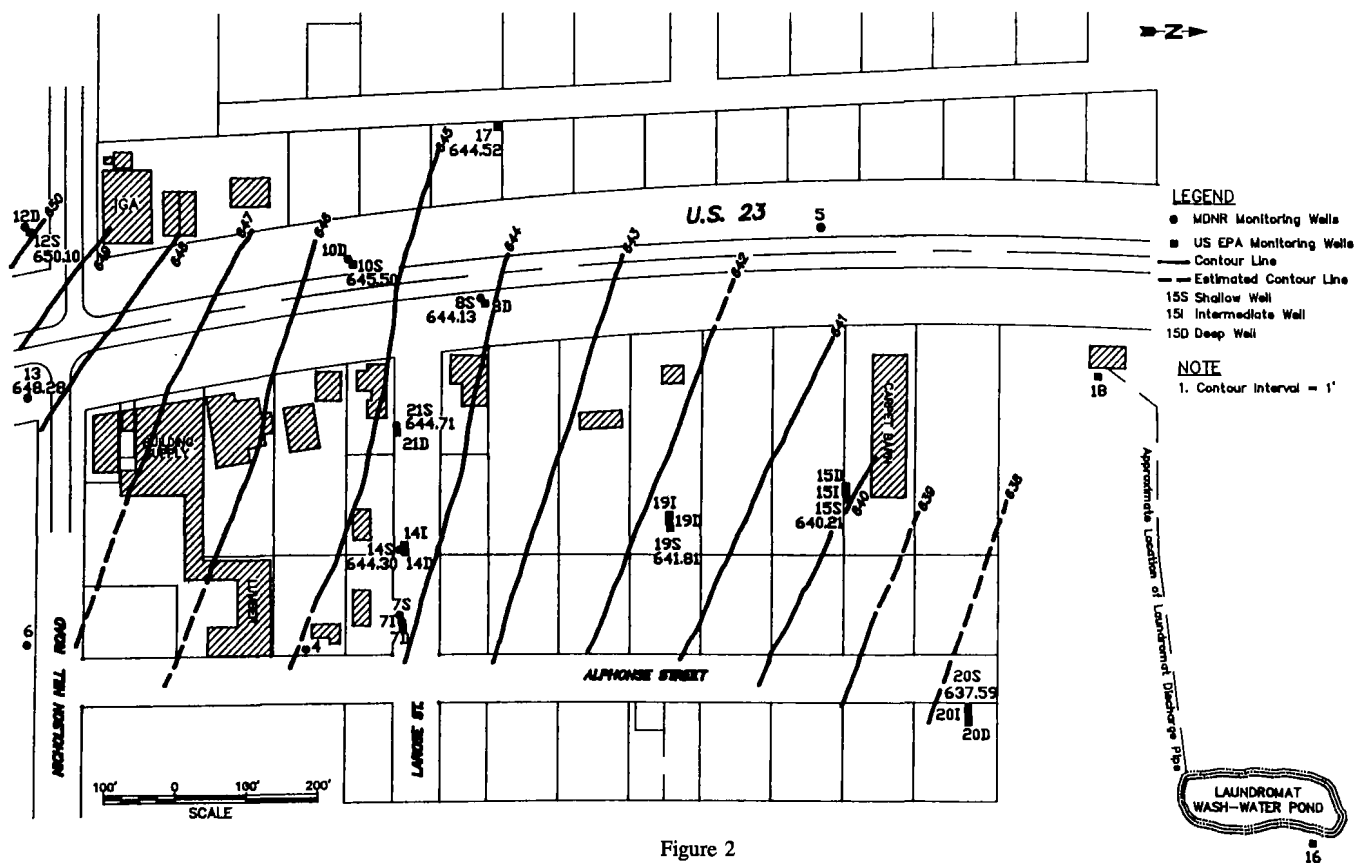 N
17
644.52
645
650
12D
12S
650.10
IGA
649
648
647
646
10D
10S
645.50
U.S. 23
5
644
643
642
641
8S
8D
644.13
LEGEND
MDNR Monitoring Wells
US EPA Monitoring Wells
Contour Line
Estimated Contour Line
15S Shallow Well
15I Intermediate Well
15D Deep Well
NOTE
1. Contour Interval = 1'
13
648.28
18
21S
644.71
21D
BUILDING
SUPPLY
CARPET BARN
15D
15I
15S
640.21
640
639
638
19I
19D
19S
641.81
14I
14S
14D
644.30
7S
7I
7D
4
6
NICHOLSON HILL ROAD
ALPHONSE STREET
LAROSE ST.
20S
637.59
20I
20D
Approximate Location of Laundromat Discharge Pipe
100' 0 100' 200'
SCALE
LAUNDROMAT
WASH-WATER POND
16
Figure 2